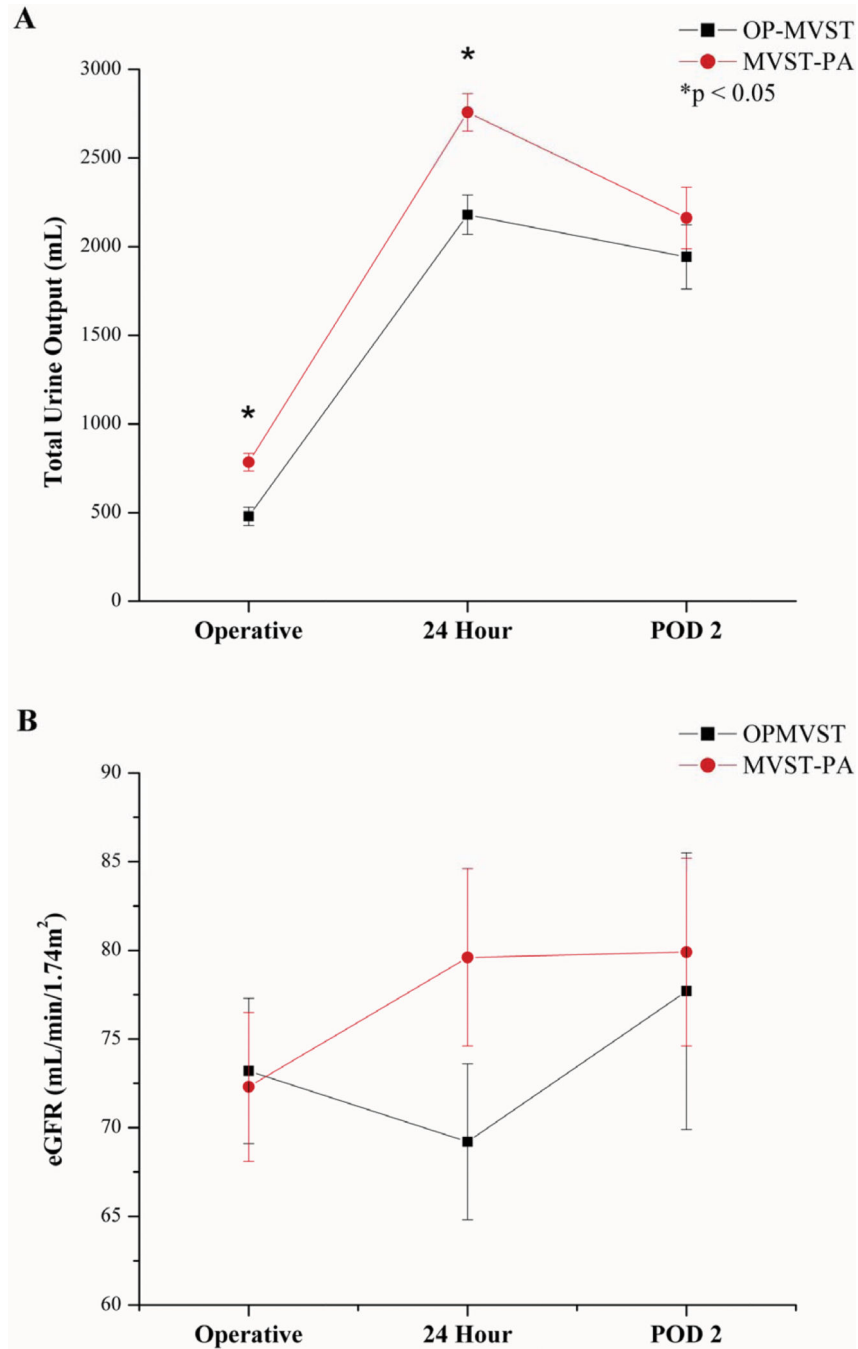 A
OP-MVST
MVST-PA
*p < 0.05
*
*
Total Urine Output (mL)
3000
2500
2000
1500
1000
500
0
Operative 24 Hour POD 2
B
OPMVST
MVST-PA
eGFR (mL/min/1.74m²)
90
85
80
75
70
65
60
Operative 24 Hour POD 2